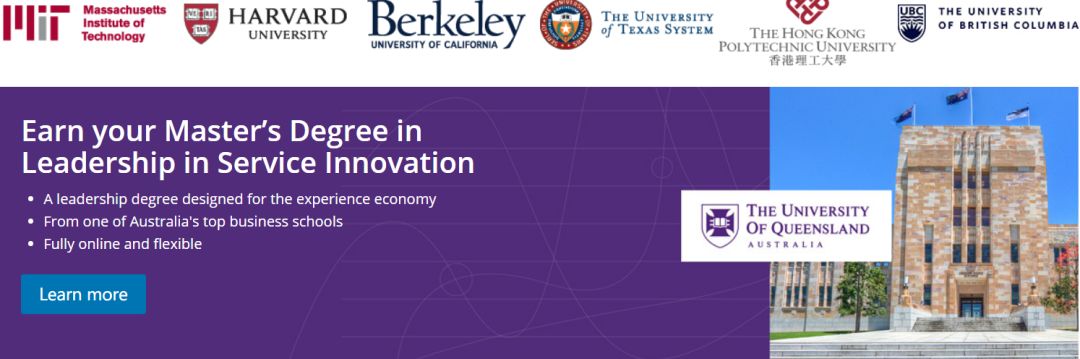 Massachusetts
Institute of
Technology
HARVARD
UNIVERSITY
Berkeley
UNIVERSITY OF CALIFORNIA
THE UNIVERSITY
of TEXAS SYSTEM
THE HONG KONG
POLYTECHNIC UNIVERSITY
香港理工大學
UBC
THE UNIVERSITY
OF BRITISH COLUMBIA
Earn your Master's Degree in
Leadership in Service Innovation
• A leadership degree designed for the experience economy
• From one of Australia's top business schools
• Fully online and flexible
Learn more
THE UNIVERSITY
OF QUEENSLAND
AUSTRALIA